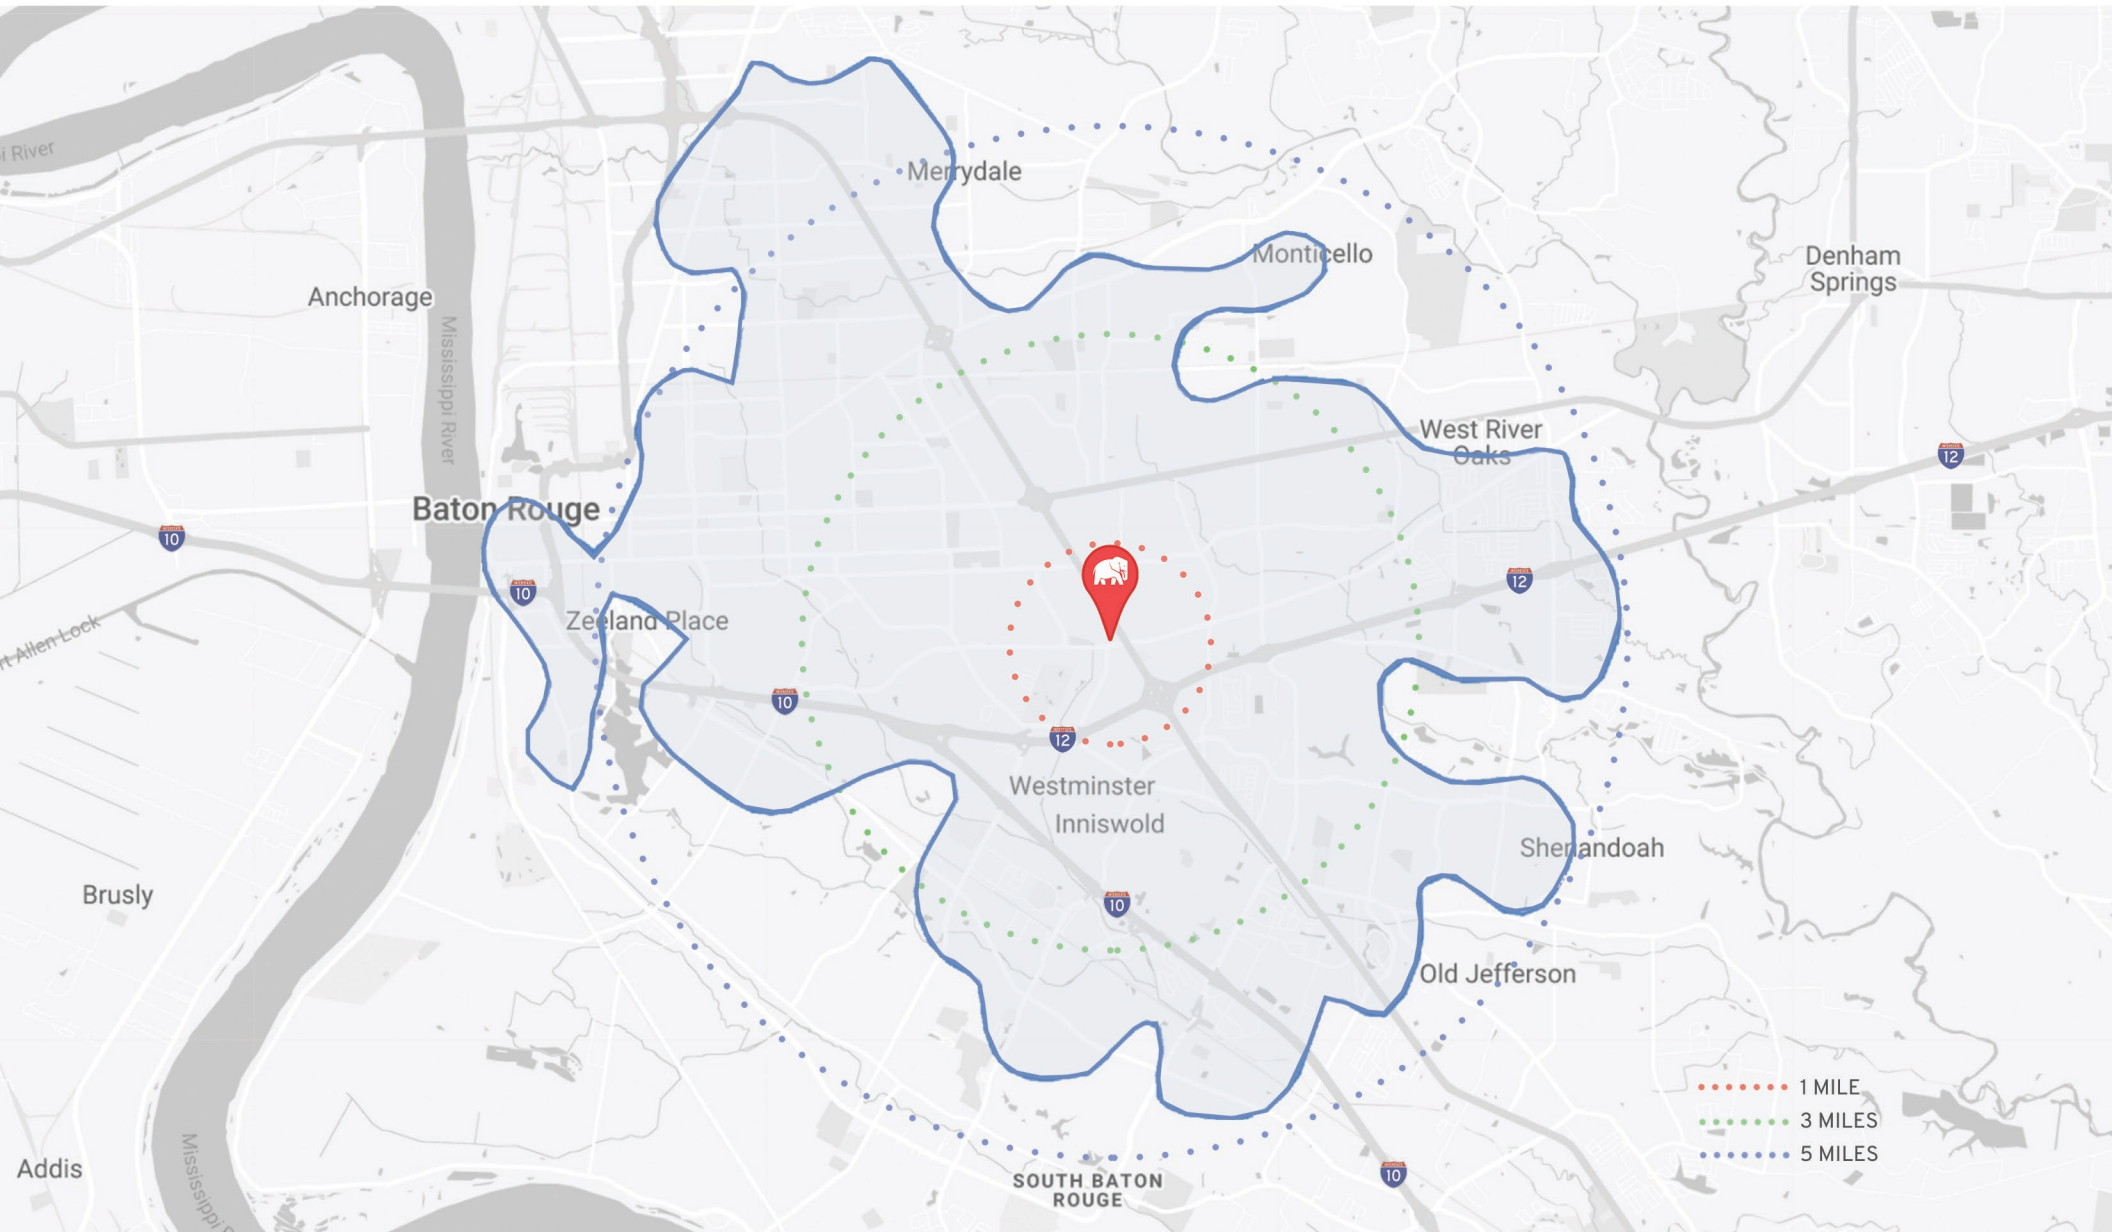 i River
Merrydale
Monticello
Denham
Springs
Anchorage
Mississippi River
West River
Oaks
12
Baton Rouge
10
12
10
Zeeland Place
rt Allen Lock
10
12
Westminster
Inniswold
Shenandoah
Brusly
10
Old Jefferson
1 MILE
3 MILES
5 MILES
Addis
Mississippi
SOUTH BATON
ROUGE
10